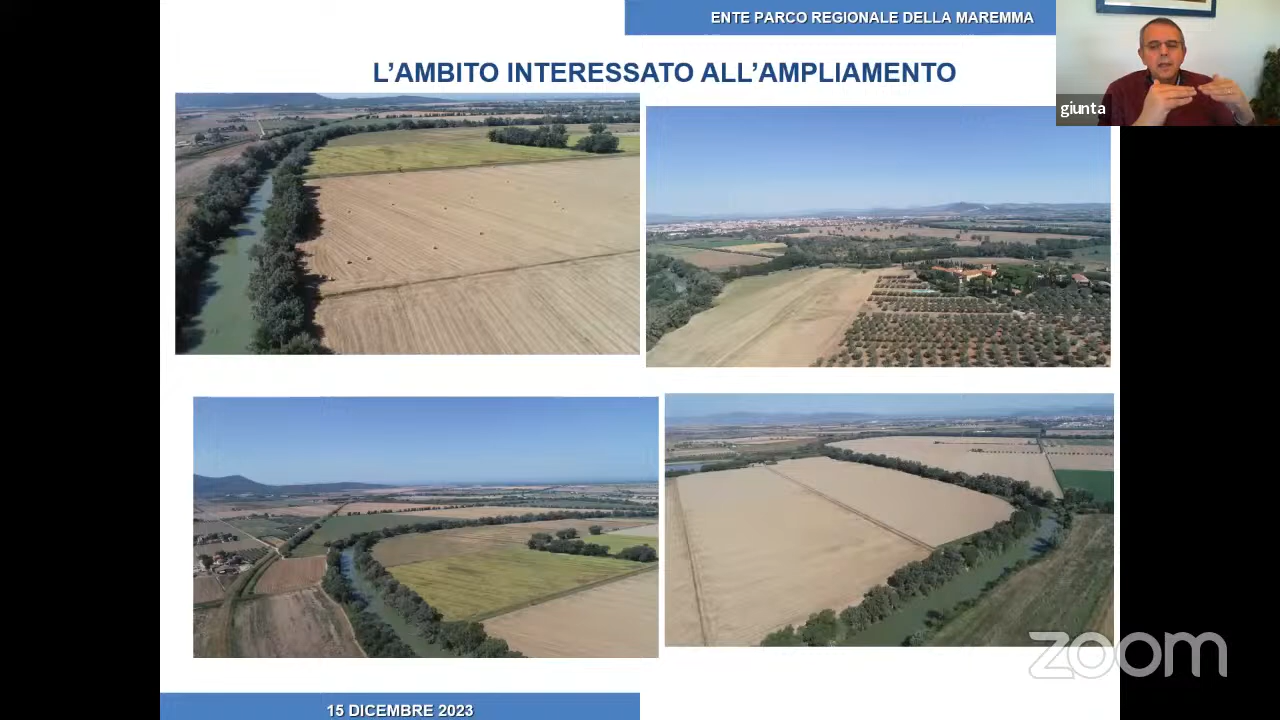 ENTE PARCO REGIONALE DELLA MAREMMA
L'AMBITO INTERESSATO ALL'AMPLIAMENTO
giunta
zoom
15 DICEMBRE 2023